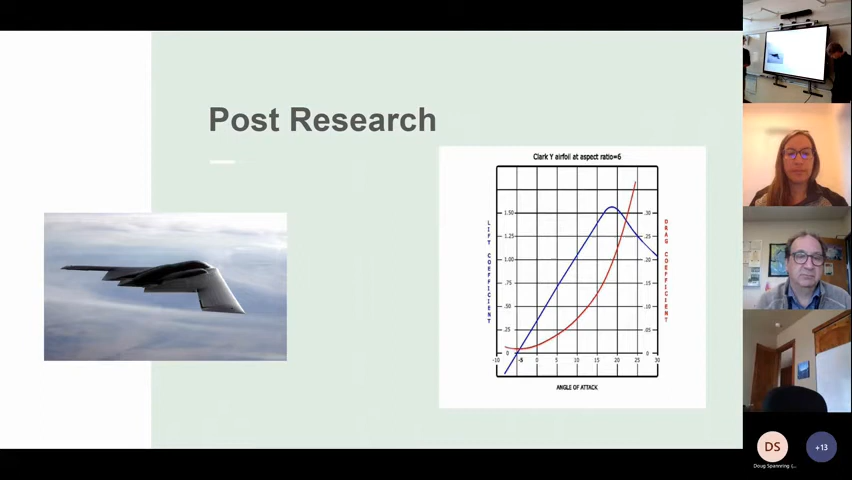 Post Research
Clark Y airfoil at aspect ratio=6
LIFT COEFFICIENT
DRAG COEFFICIENT
1.50
1.25
1.00
.75
.50
.25
0
.30
.25
.20
.15
.10
.05
0
-10 -5 0 5 10 15 20 25 30
ANGLE OF ATTACK
DS
+13
Doug Spanning (...